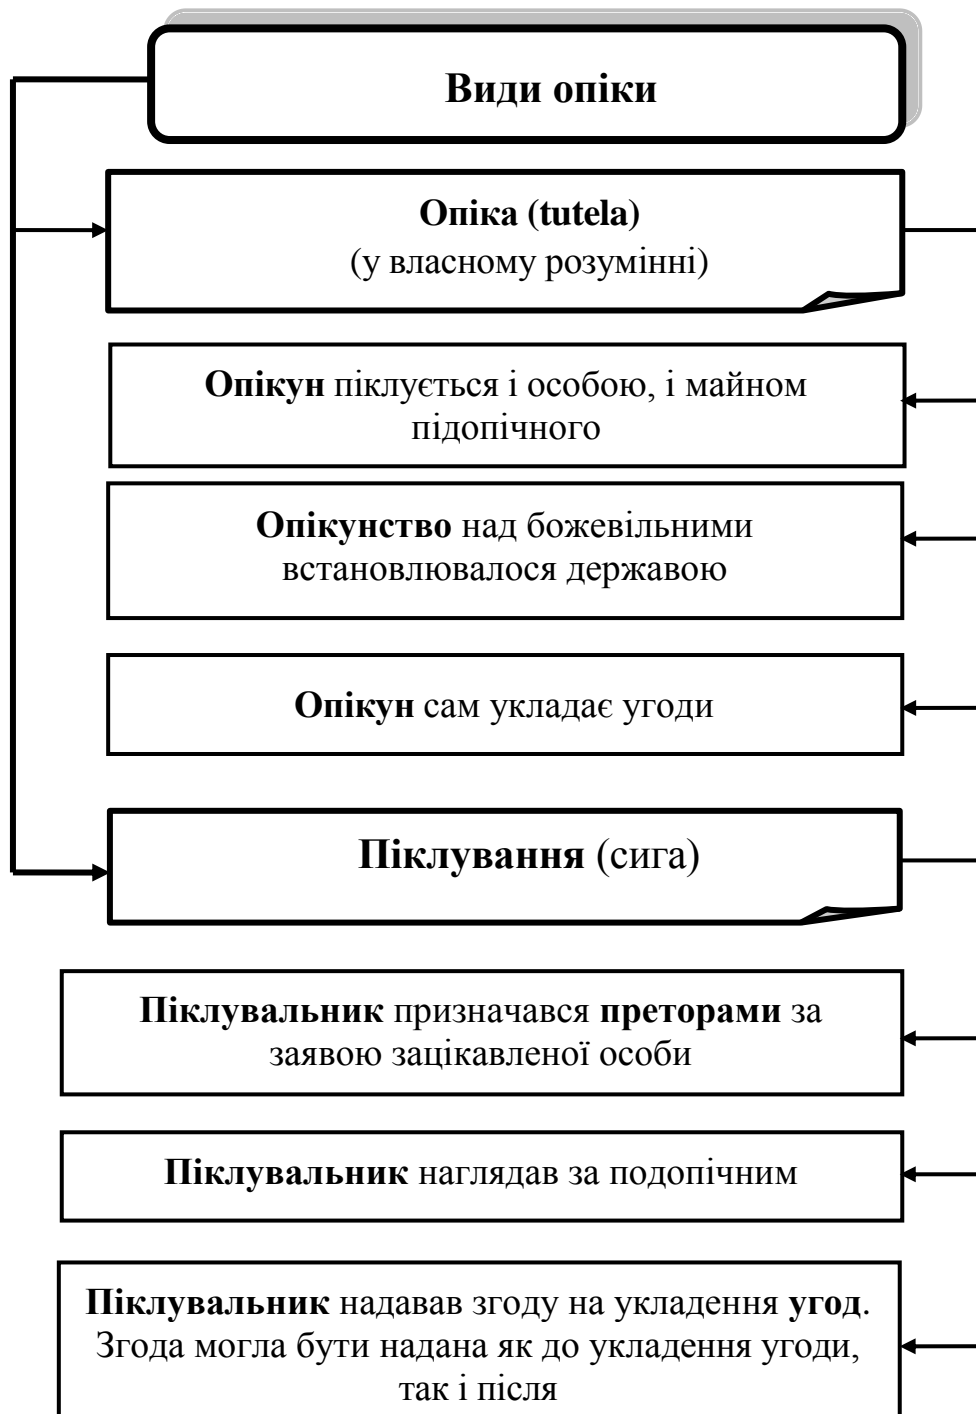 Види опіки
Опіка (tutela)
(у власному розумінні)
Опікун піклується і особою, і майном
підопічного
Опікунство над божевільними
встановлювалося державою
Опікун сам укладає угоди
Піклування (сига)
Піклувальник призначався преторами за
заявою зацікавленої особи
Піклувальник наглядав за подопічним
Піклувальник надавав згоду на укладення угод.
Згода могла бути надана як до укладення угоди,
так і після